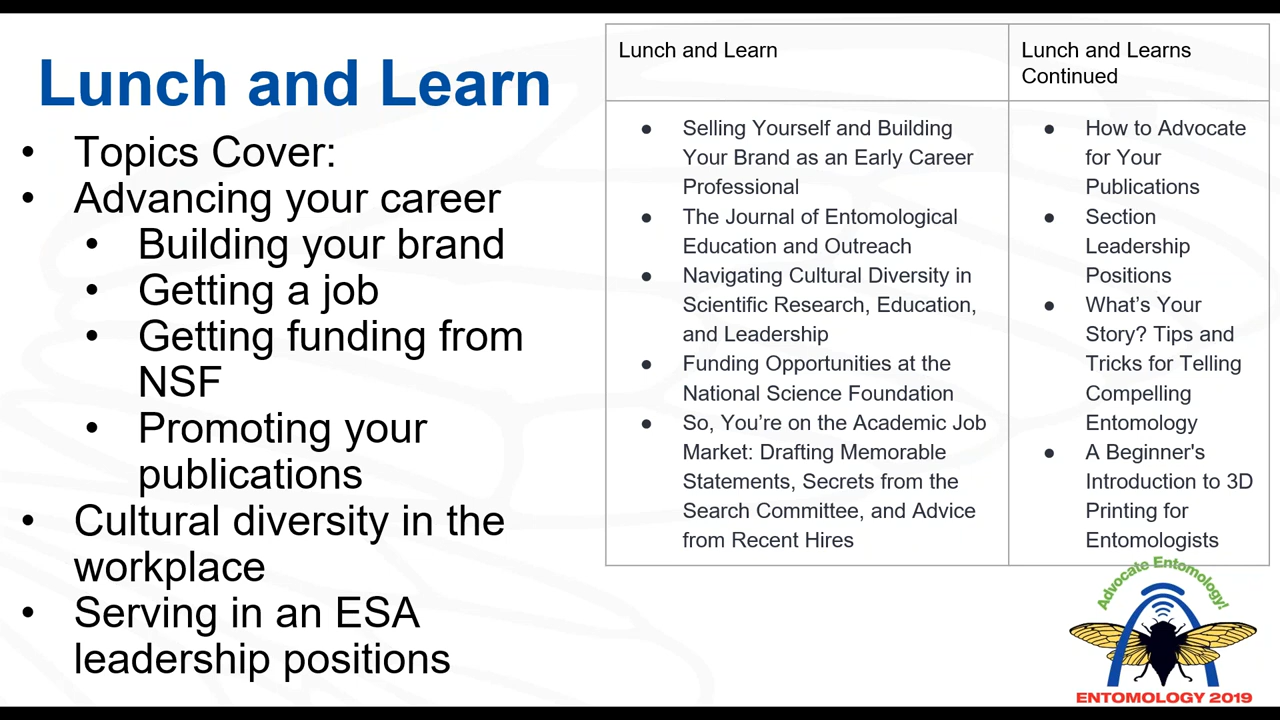 Lunch and Learn
• Topics Cover:
• Advancing your career
• Building your brand
• Getting a job
• Getting funding from
NSF
• Promoting your
publications
• Cultural diversity in the
workplace
• Serving in an ESA
leadership positions
Lunch and Learn
● Selling Yourself and Building
Your Brand as an Early Career
Professional
● The Journal of Entomological
Education and Outreach
● Navigating Cultural Diversity in
Scientific Research, Education,
and Leadership
● Funding Opportunities at the
National Science Foundation
● So, You’re on the Academic Job
Market: Drafting Memorable
Statements, Secrets from the
Search Committee, and Advice
from Recent Hires
Lunch and Learns
Continued
● How to Advocate
for Your
Publications
● Section
Leadership
Positions
● What’s Your
Story? Tips and
Tricks for Telling
Compelling
Entomology
● A Beginner's
Introduction to 3D
Printing for
Entomologists
Advocate Entomology!
ENTOMOLOGY 2019